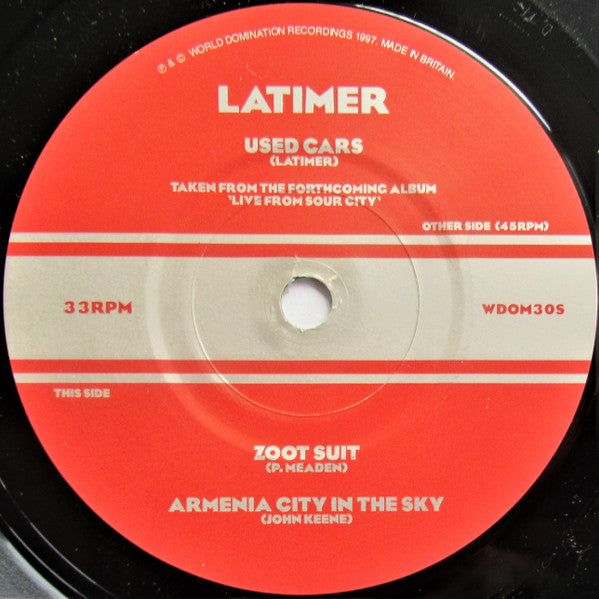 ℗ & © WORLD DOMINATION RECORDINGS 1997. MADE IN BRITAIN.
LATIMER
USED CARS
(LATIMER)
TAKEN FROM THE FORTHCOMING ALBUM
'LIVE FROM SOUR CITY'
OTHER SIDE (45RPM)
33RPM
WDOM30S
THIS SIDE
ZOOT SUIT
(P. MEADEN)
ARMENIA CITY IN THE SKY
(JOHN KEENE)